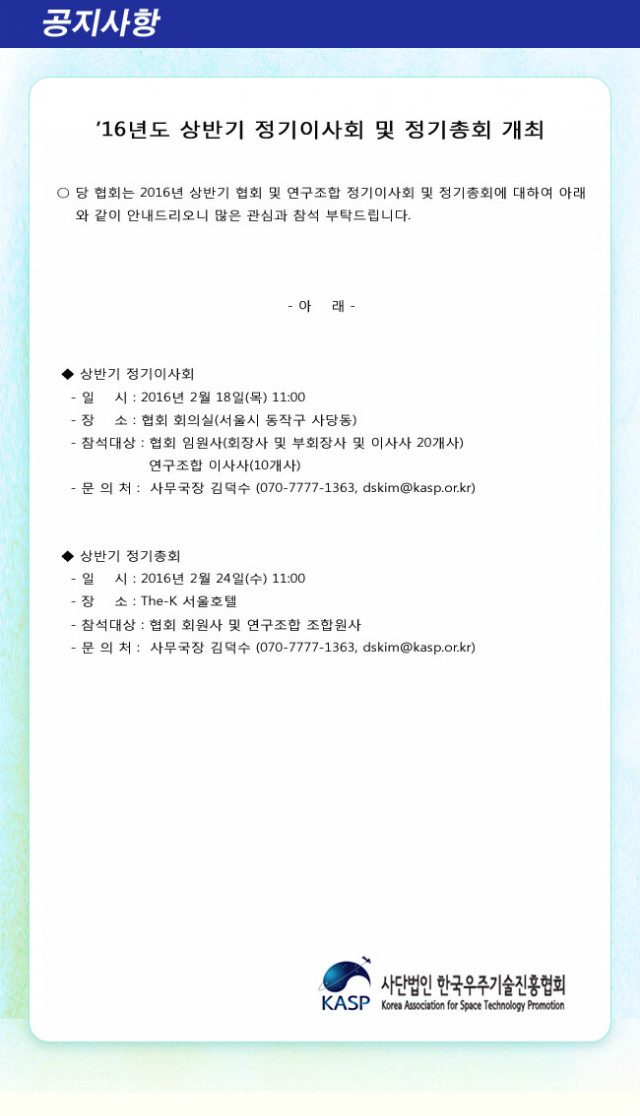 공지사항
'16년도 상반기 정기이사회 및 정기총회 개최
○ 당 협회는 2016년 상반기 협회 및 연구조합 정기이사회 및 정기총회에 대하여 아래
와 같이 안내드리오니 많은 관심과 참석 부탁드립니다.
- 아 래 -
◆ 상반기 정기이사회
- 일 시 : 2016년 2월 18일(목) 11:00
- 장 소 : 협회 회의실(서울시 동작구 사당동)
- 참석대상 : 협회 임원사(회장사 및 부회장사 및 이사사 20개사)
연구조합 이사사(10개사)
- 문 의 처 : 사무국장 김덕수 (070-7777-1363, dskim@kasp.or.kr)
◆ 상반기 정기총회
- 일 시 : 2016년 2월 24일(수) 11:00
- 장 소 : The-K 서울호텔
- 참석대상 : 협회 회원사 및 연구조합 조합원사
- 문 의 처 : 사무국장 김덕수 (070-7777-1363, dskim@kasp.or.kr)
사단법인 한국우주기술진흥협회
KASP Korea Association for Space Technology Promotion